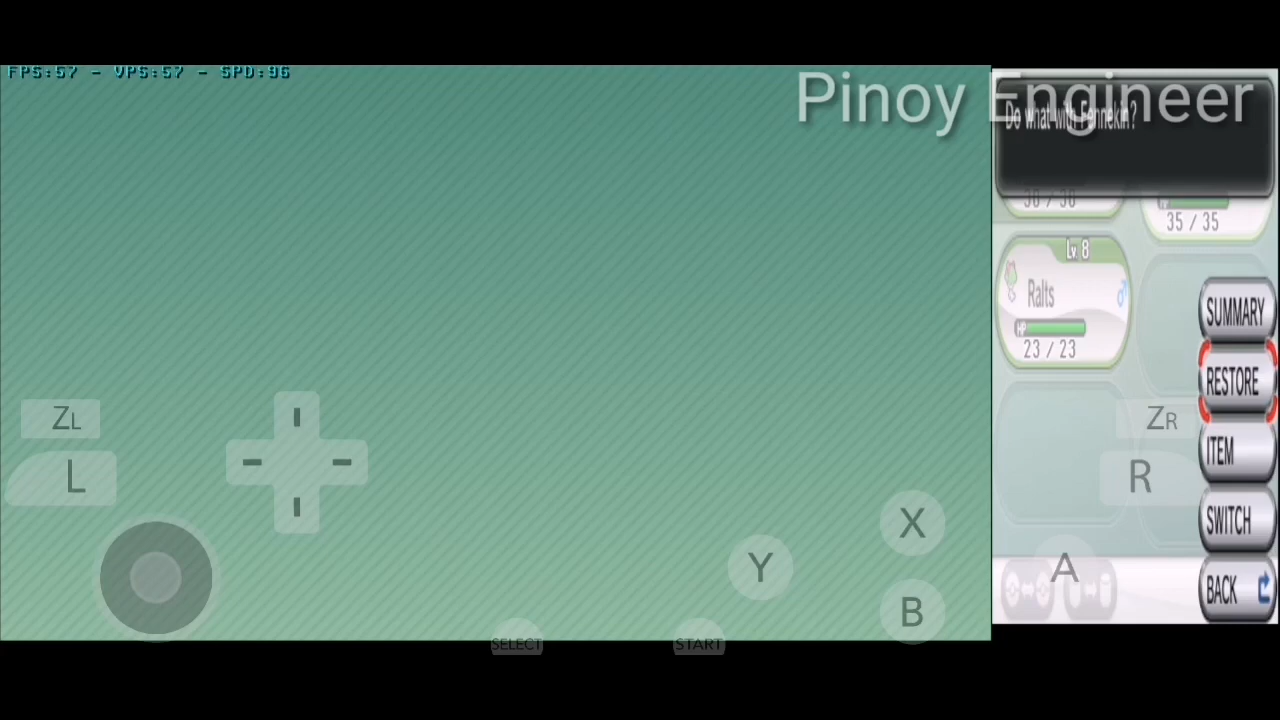 FPS:57 - VPS:57 - SPD:96
Pinoy Engineer
Do what with Fennekin?
35 / 35
Lv. 8
Ralts
HP
23 / 23
SUMMARY
RESTORE
ITEM
SWITCH
BACK
ZL
L
ZR
R
X
Y
A
B
SELECT
START